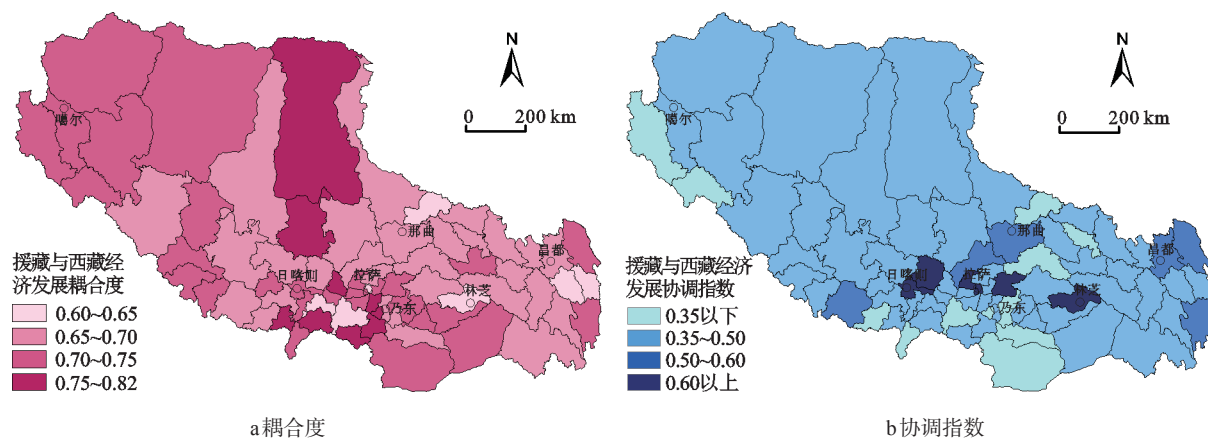 N
0 200 km
噶尔
那曲
昌都
日喀则
拉萨
林芝
乃东
援藏与西藏经
济发展耦合度
0.60~0.65
0.65~0.70
0.70~0.75
0.75~0.82
a 耦合度
N
0 200 km
噶尔
那曲
昌都
日喀则
拉萨
林芝
乃东
援藏与西藏经济
发展协调指数
0.35以下
0.35~0.50
0.50~0.60
0.60以上
b 协调指数